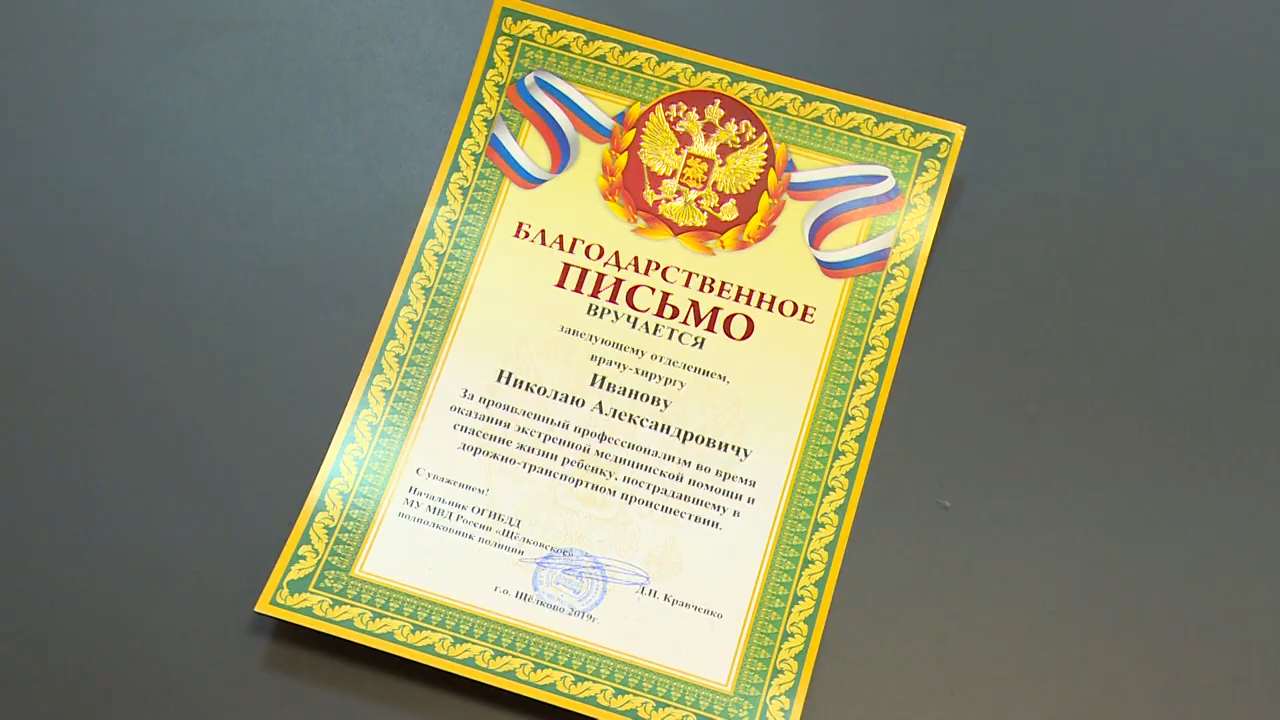 БЛАГОДАРСТВЕННОЕ
ПИСЬМО
ВРУЧАЕТСЯ
заведующему отделением,
врачу-хирургу
Иванову
Николаю Александровичу
За проявленный профессионализм во время
оказания экстренной медицинской помощи и
спасение жизни ребенку, пострадавшему в
дорожно-транспортном происшествии.
С уважением!
Начальник ОГИБДД
МУ МВД России «Щёлковское»
подполковник полиции
Д.Н. Кравченко
г.о. Щёлково 2019г.